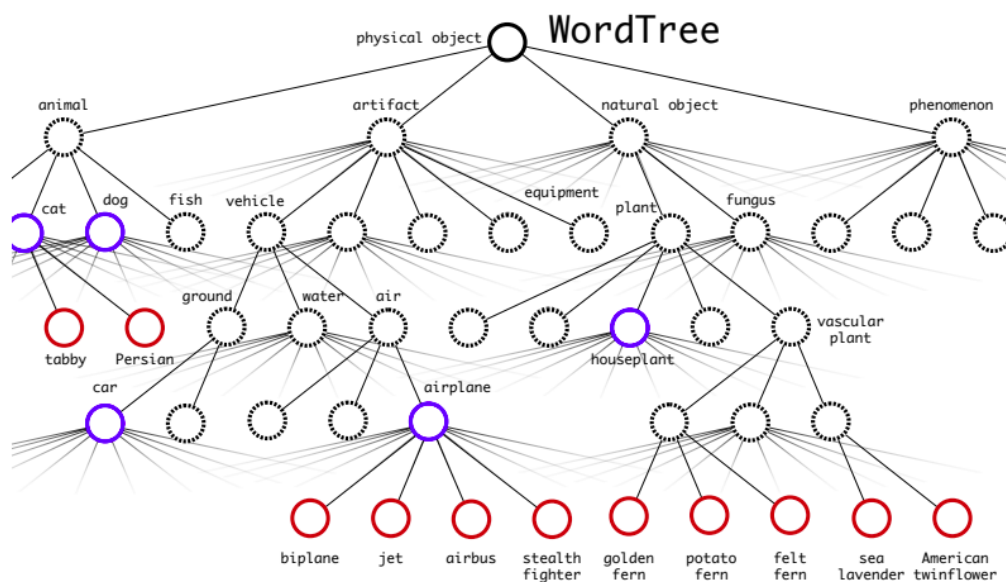 WordTree
physical object
animal
artifact
natural object
phenomenon
cat
dog
fish
vehicle
equipment
plant
fungus
ground
water
air
vascular
plant
tabby
Persian
houseplant
car
airplane
biplane
jet
airbus
stealth
fighter
golden
fern
potato
fern
felt
fern
sea
lavender
American
twinflower